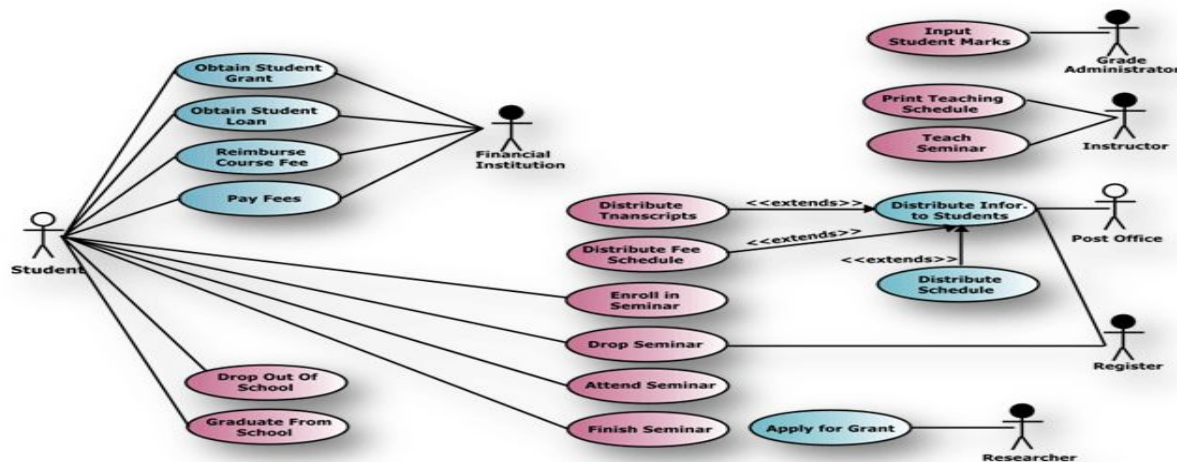 Input
Student Marks
Grade
Administrator
Obtain Student
Grant
Obtain Student
Loan
Reimburse
Course Fee
Pay Fees
Financial
Institution
Print Teaching
Schedule
Teach
Seminar
Instructor
Student
Distribute
Tnanscripts
<<extends>>
Distribute Infor.
to Students
Post Office
Distribute Fee
Schedule
<<extends>>
<<extends>>
Distribute
Schedule
Enroll in
Seminar
Drop Seminar
Register
Attend Seminar
Finish Seminar
Drop Out Of
School
Graduate From
School
Apply for Grant
Researcher